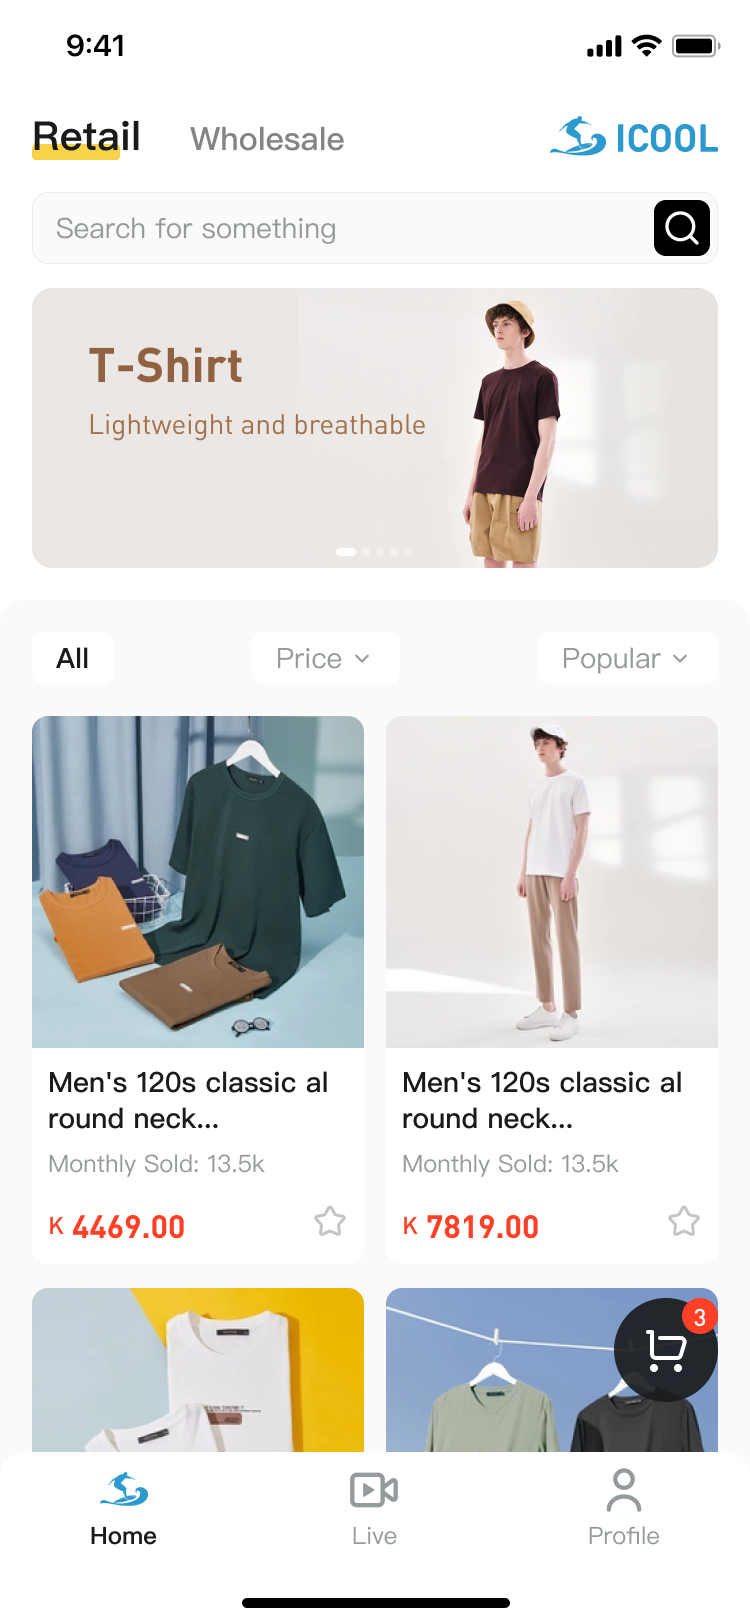 9:41
Retail
Wholesale
ICOOL
Search for something
T-Shirt
Lightweight and breathable
All
Price
Popular
Men's 120s classic al
round neck...
Monthly Sold: 13.5k
K 4469.00
Men's 120s classic al
round neck...
Monthly Sold: 13.5k
K 7819.00
3
Home
Live
Profile